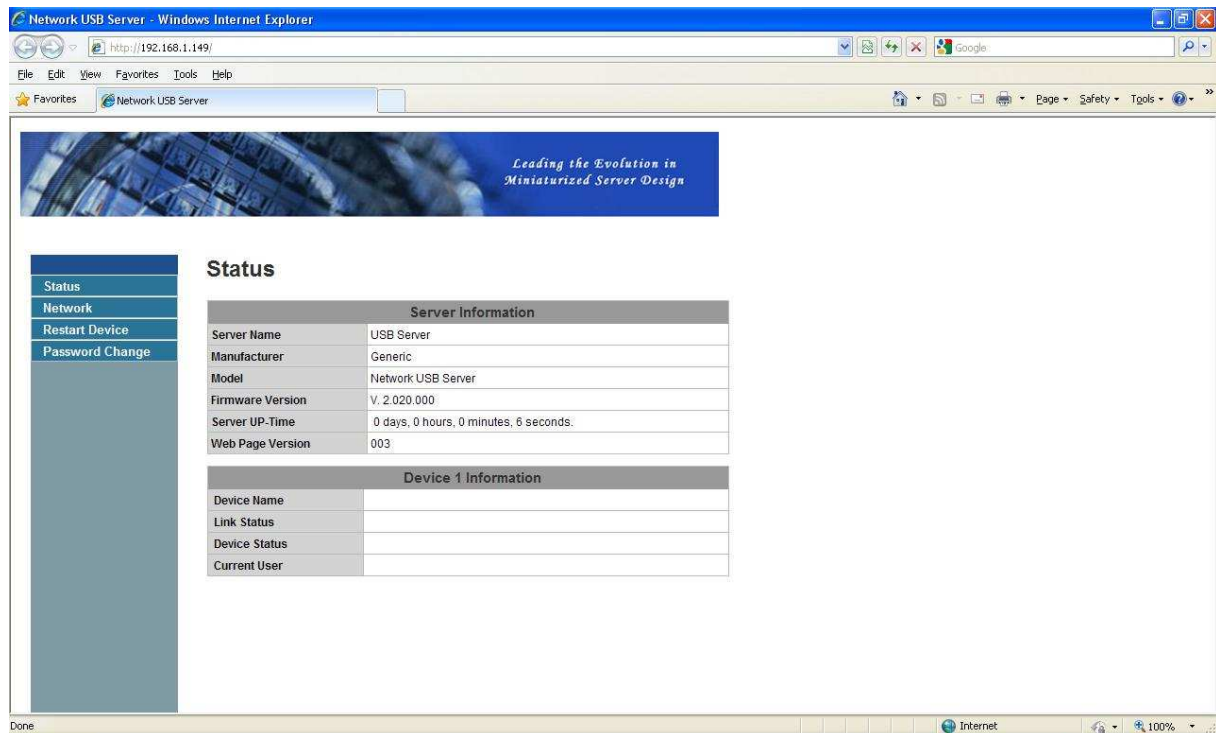 Network USB Server - Windows Internet Explorer
http://192.168.1.149/
Google
File Edit View Favorites Tools Help
Favorites Network USB Server Page Safety Tools
Leading the Evolution in
Miniaturized Server Design
Status
Network
Restart Device
Password Change
Status
Server Information
Server Name USB Server
Manufacturer Generic
Model Network USB Server
Firmware Version V. 2.020.000
Server UP-Time 0 days, 0 hours, 0 minutes, 6 seconds.
Web Page Version 003
Device 1 Information
Device Name
Link Status
Device Status
Current User
Done Internet 100%